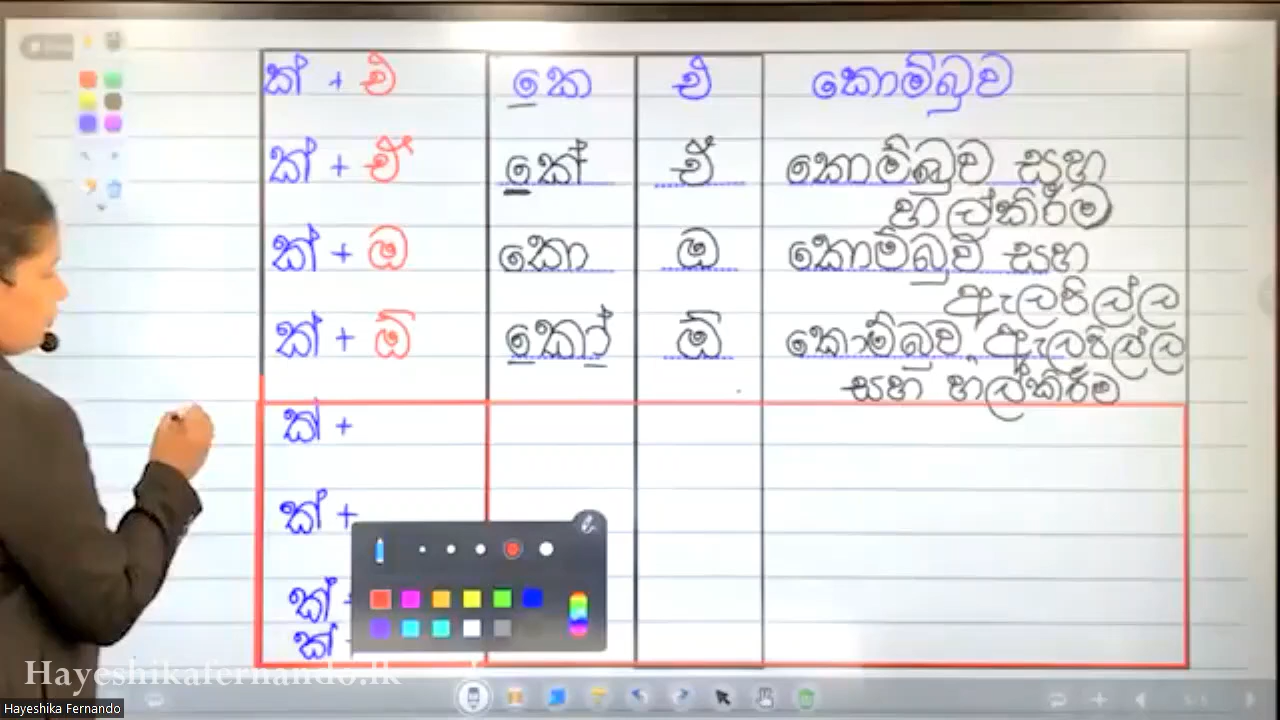 ක් + එ කෙ එ කොම්බුව
ක් + ඒ කේ ඒ කොම්බුව සහ
හල්කිරීම
ක් + ඔ කො ඔ කොම්බුව සහ
ඇලපිල්ල
ක් + ඕ කෝ ඕ කොම්බුව, ඇලපිල්ල
සහ හල්කිරීම
ක් +
ක් +
ක් +
ක්
Hayeshikafernando.lk
Hayeshika Fernando